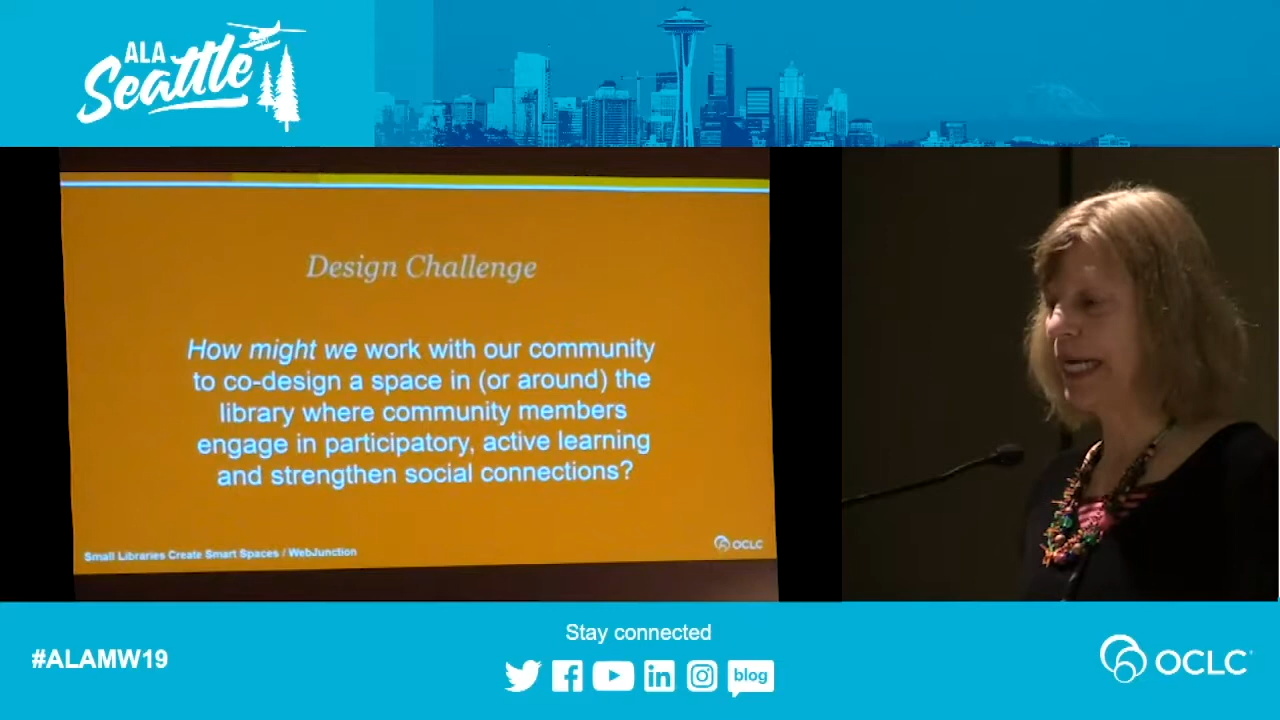 ALA
Seattle
Design Challenge
How might we work with our community
to co-design a space in (or around) the
library where community members
engage in participatory, active learning
and strengthen social connections?
Small Libraries Create Smart Spaces / WebJunction
OCLC
#ALAMW19
Stay connected
blog
OCLC